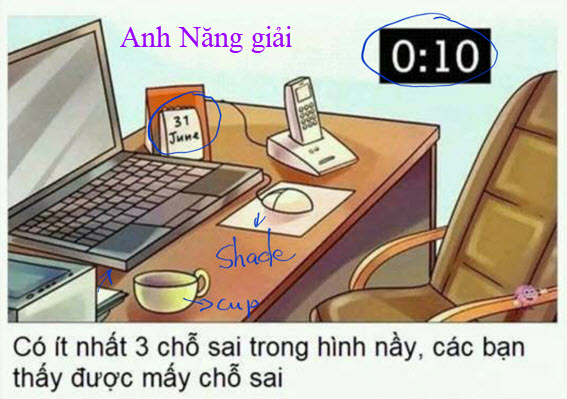 Anh Năng giải
0:10
31
June
Shade
cup
Có ít nhất 3 chỗ sai trong hình nầy, các bạn
thấy được mấy chỗ sai